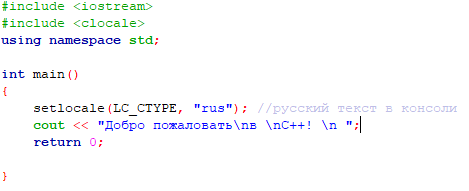 #include <iostream>
#include <clocale>
using namespace std;
int main()
{
setlocale(LC_CTYPE, "rus"); //русский текст в консоли
cout << "Добро пожаловать\nв \nС++! \n ";
return 0;
}